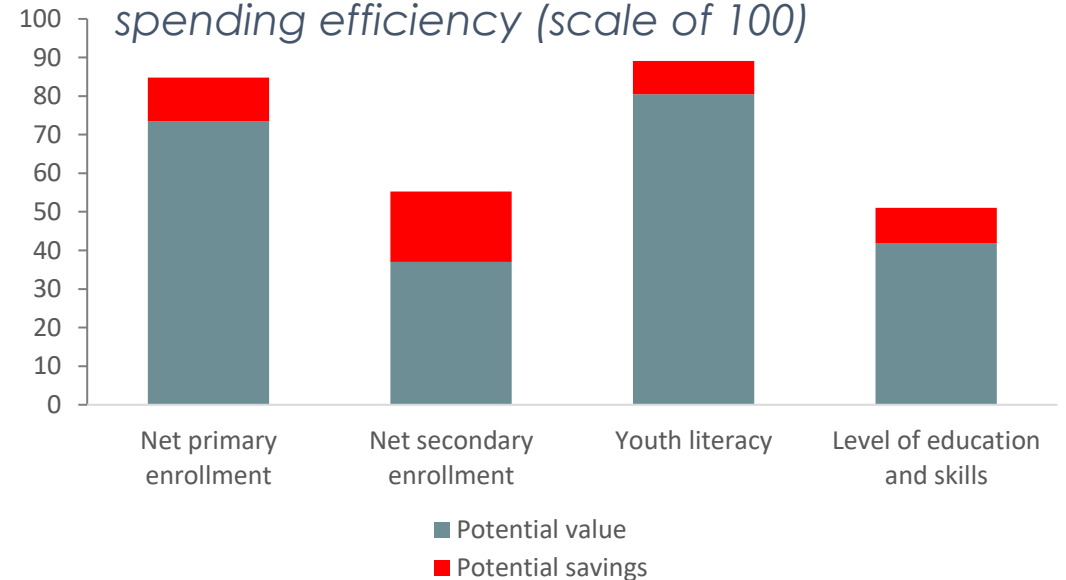 spending efficiency (scale of 100)
100
90
80
70
60
50
40
30
20
10
0
Net primary
enrollment
Net secondary
enrollment
Youth literacy
Level of education
and skills
Potential value
Potential savings